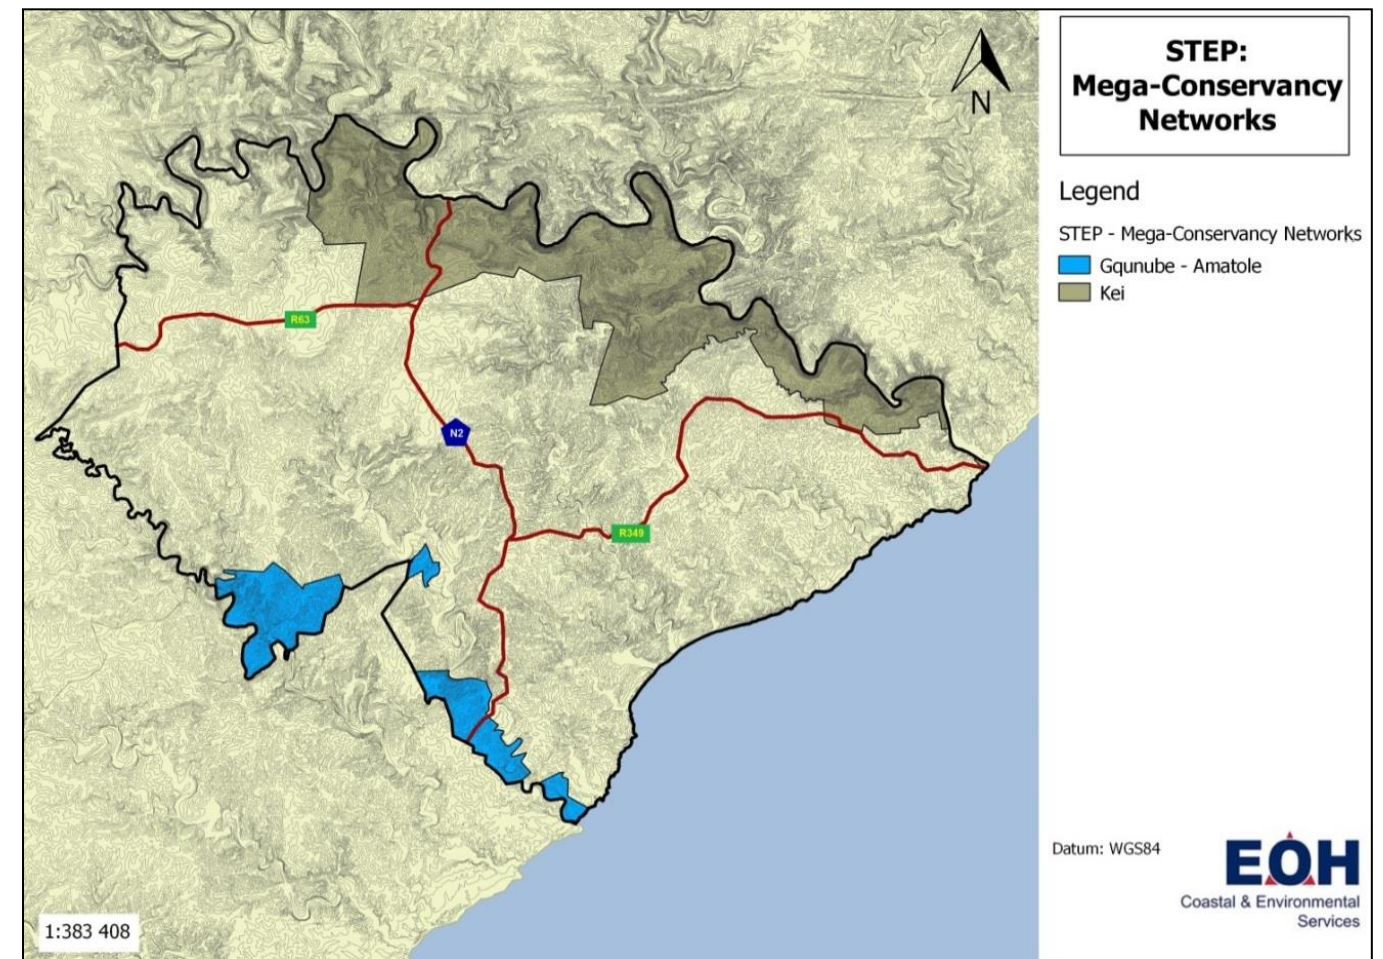 STEP:
Mega-Conservancy
Networks
N
Legend
STEP - Mega-Conservancy Networks
Gqunube - Amatole
Kei
R63
N2
R349
Datum: WGS84
EOH
Coastal & Environmental
Services
1:383 408